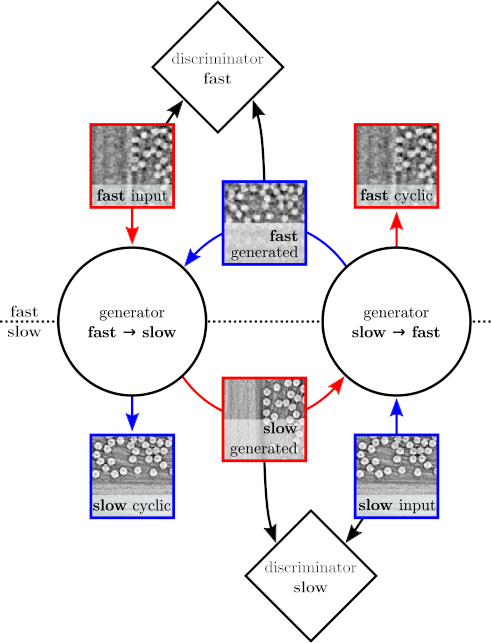 discriminator
fast
fast input
fast cyclic
fast
generated
fast
slow
generator
fast → slow
generator
slow → fast
slow
generated
slow cyclic
slow input
discriminator
slow